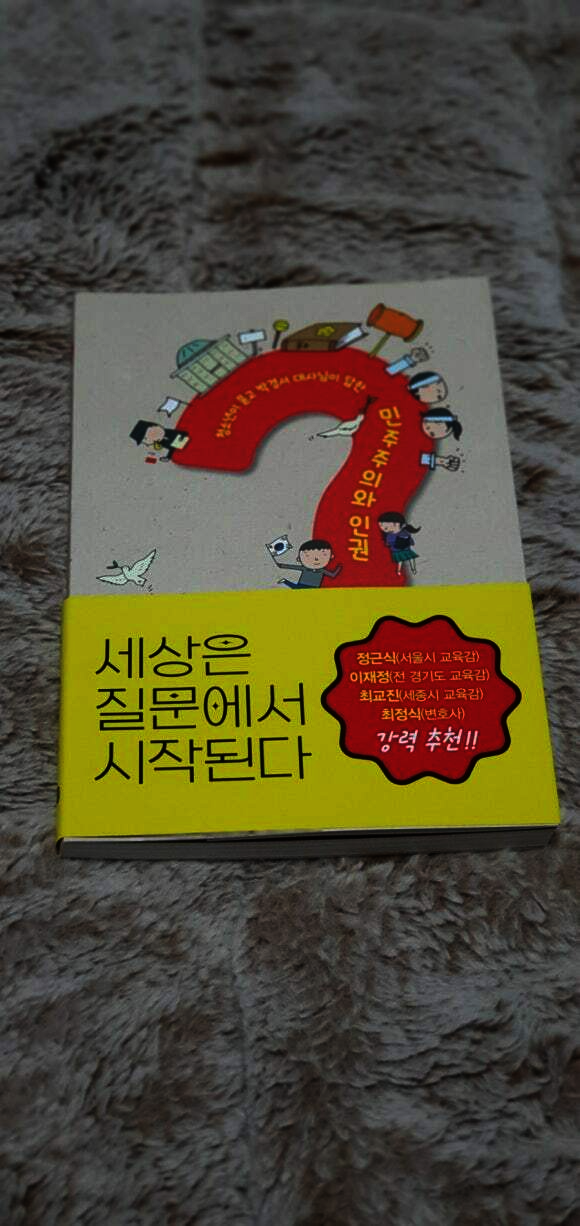 청소년이 묻고 박경서 대사님이 답한
민주주의와 인권
세상은
질문에서
시작된다
정근식(서울시 교육감)
이재정(전 경기도 교육감)
최교진(세종시 교육감)
최정식(변호사)
강력 추천!!